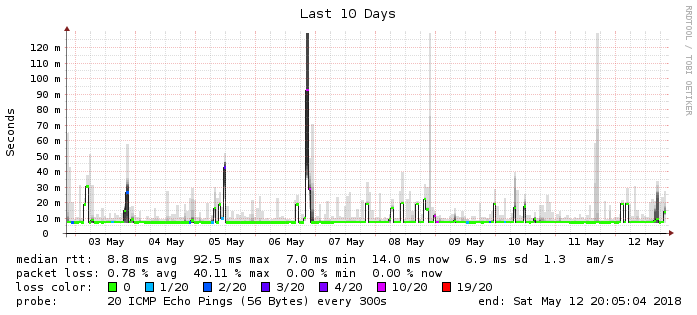 Last 10 Days
RRDTOOL / TOBI OETIKER
Seconds
120 m
110 m
100 m
90 m
80 m
70 m
60 m
50 m
40 m
30 m
20 m
10 m
0
03 May 04 May 05 May 06 May 07 May 08 May 09 May 10 May 11 May 12 May
median rtt: 8.8 ms avg 92.5 ms max 7.0 ms min 14.0 ms now 6.9 ms sd 1.3 am/s
packet loss: 0.78 % avg 40.11 % max 0.00 % min 0.00 % now
loss color: 0 1/20 2/20 3/20 4/20 10/20 19/20
probe: 20 ICMP Echo Pings (56 Bytes) every 300s end: Sat May 12 20:05:04 2018